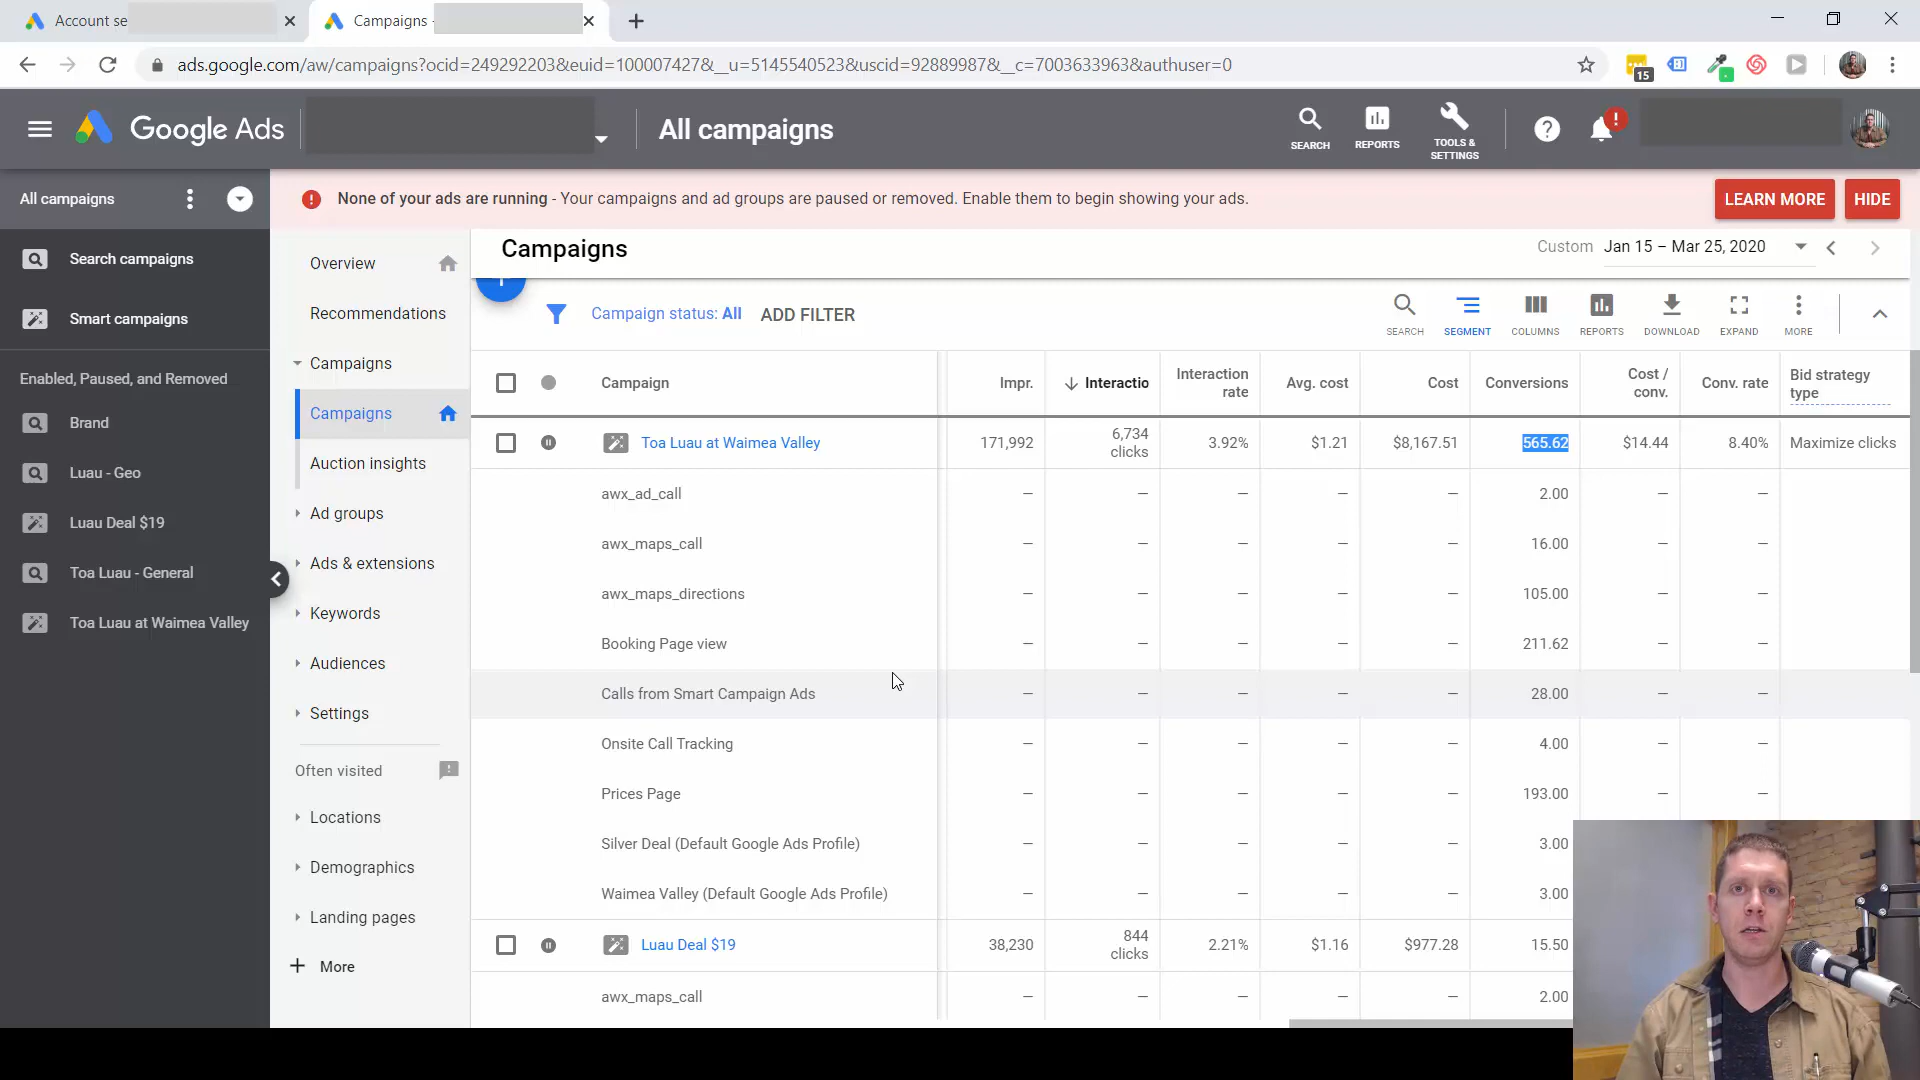 Account se
Campaigns -
ads.google.com/aw/campaigns?ocid=249292203&euid=100007427&__u=5145540523&uscid=92889987&__c=7003633963&authuser=0
15
Google Ads
All campaigns
SEARCH
REPORTS
TOOLS &
SETTINGS
?
!
All campaigns
! None of your ads are running - Your campaigns and ad groups are paused or removed. Enable them to begin showing your ads.
LEARN MORE
HIDE
Search campaigns
Smart campaigns
Enabled, Paused, and Removed
Brand
Luau - Geo
Luau Deal $19
Toa Luau - General
Toa Luau at Waimea Valley
Overview
Recommendations
Campaigns
Campaigns
Auction insights
Ad groups
Ads & extensions
Keywords
Audiences
Settings
Often visited
Locations
Demographics
Landing pages
+ More
Campaigns
Custom Jan 15 – Mar 25, 2020
Campaign status: All ADD FILTER
SEARCH
SEGMENT
COLUMNS
REPORTS
DOWNLOAD
EXPAND
MORE
Campaign Impr. Interactio Interaction rate Avg. cost Cost Conversions Cost / conv. Conv. rate Bid strategy type
Toa Luau at Waimea Valley 171,992 6,734 clicks 3.92% $1.21 $8,167.51 565.62 $14.44 8.40% Maximize clicks
awx_ad_call – – – – – 2.00 – –
awx_maps_call – – – – – 16.00 – –
awx_maps_directions – – – – – 105.00 – –
Booking Page view – – – – – 211.62 – –
Calls from Smart Campaign Ads – – – – – 28.00 – –
Onsite Call Tracking – – – – – 4.00 – –
Prices Page – – – – – 193.00 – –
Silver Deal (Default Google Ads Profile) – – – – – 3.00
Waimea Valley (Default Google Ads Profile) – – – – – 3.00
Luau Deal $19 38,230 844 clicks 2.21% $1.16 $977.28 15.50
awx_maps_call – – – – – 2.00